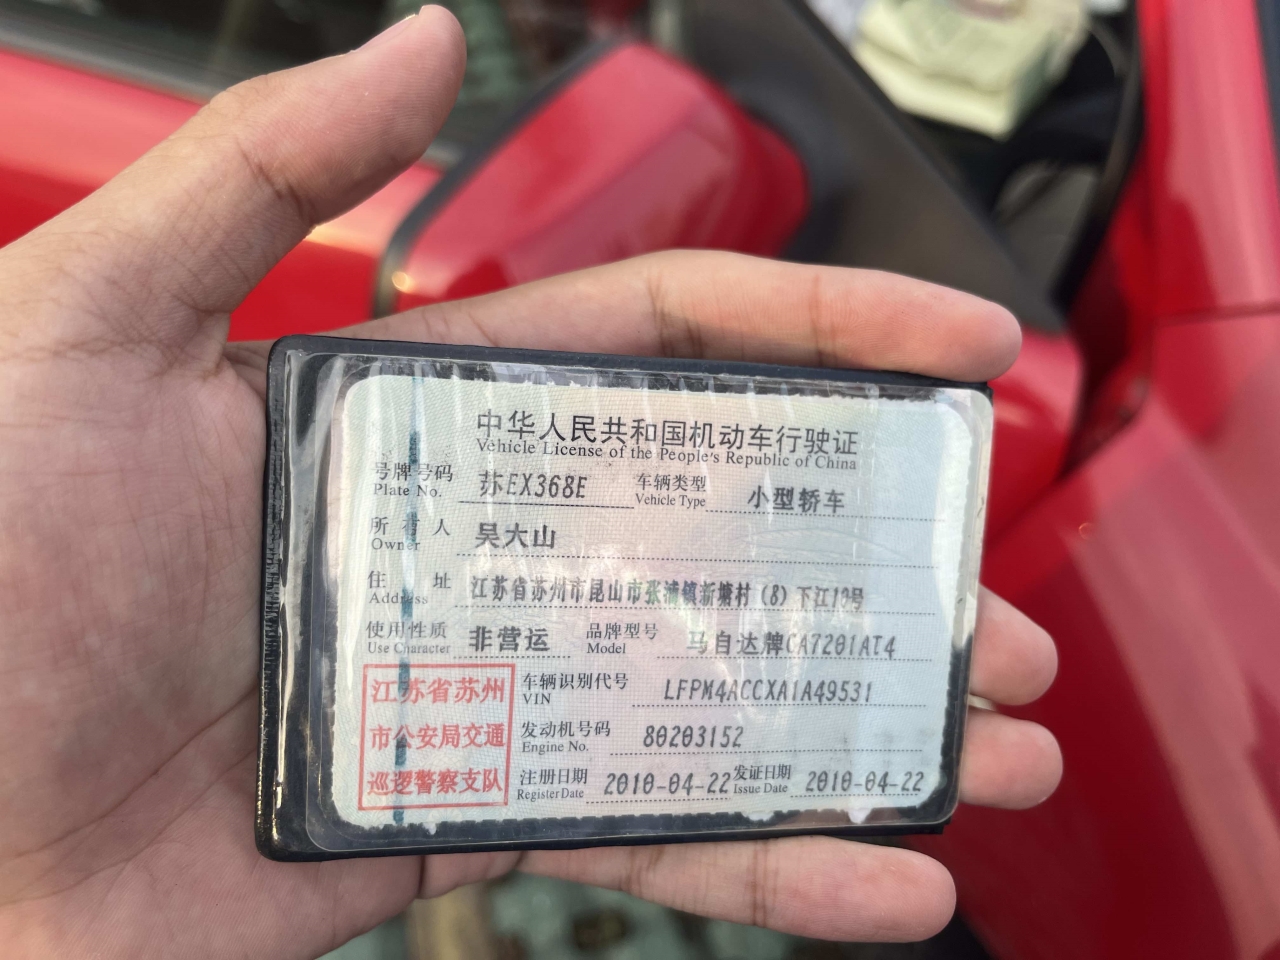 中华人民共和国机动车行驶证
Vehicle License of the People's Republic of China
号牌号码 苏EX368E 车辆类型 小型轿车
Plate No. Vehicle Type
所有人 吴大山
Owner
住址 江苏省苏州市昆山市张浦镇新塘村(8)下江19号
Address
使用性质 非营运 品牌型号 马自达牌CA7201AT4
Use Character Model
江苏省苏州 车辆识别代号 LFPM4ACCXA1A49531
VIN
市公安局交通 发动机号码 80203152
Engine No.
巡逻警察支队 注册日期 2010-04-22 发证日期 2010-04-22
Register Date Issue Date